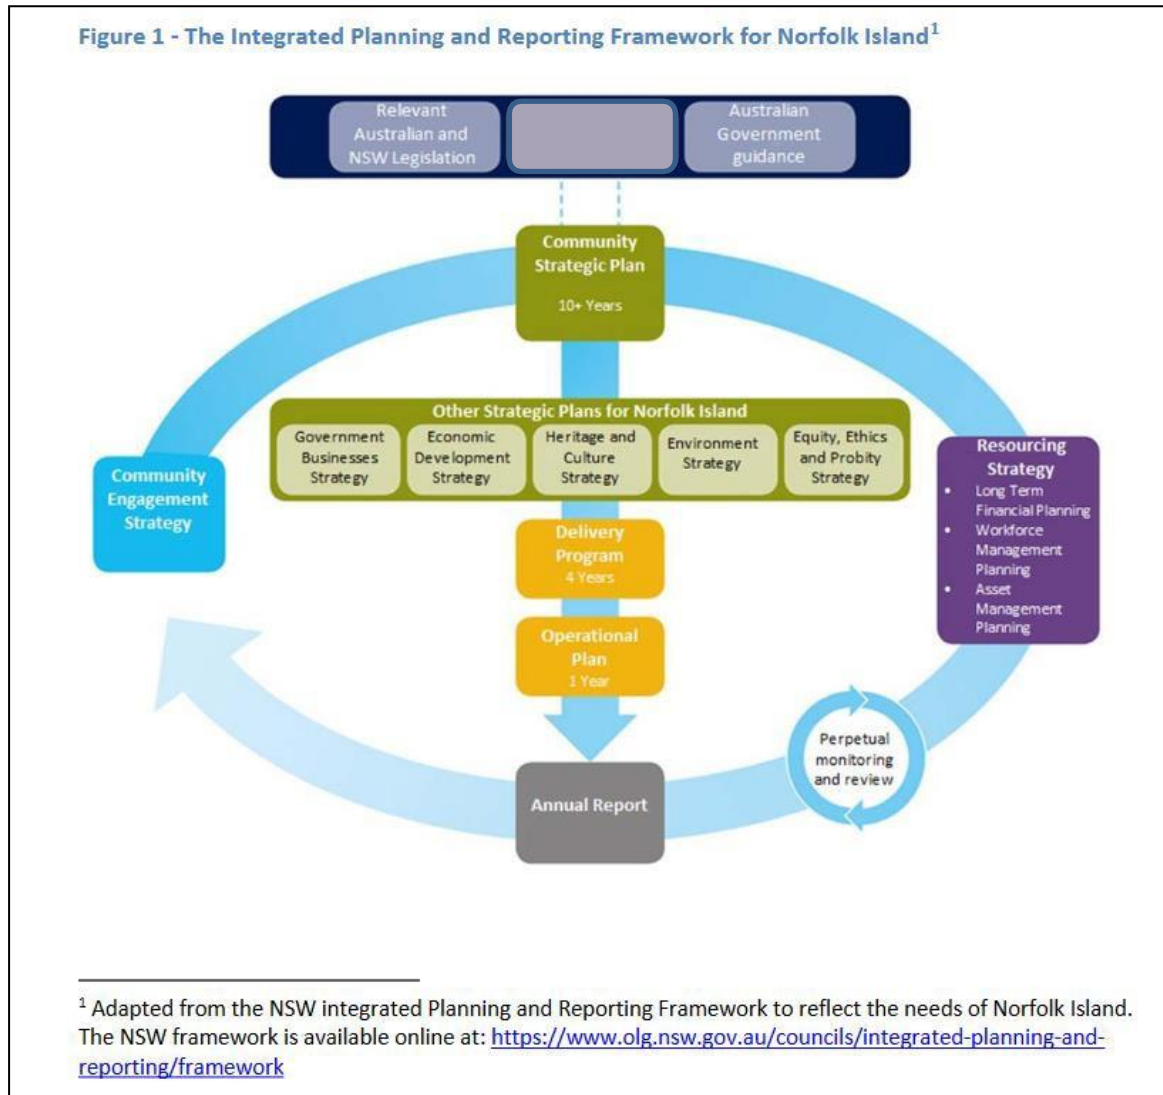 Figure 1 - The Integrated Planning and Reporting Framework for Norfolk Island¹
Relevant
Australian and
NSW Legislation
Australian
Government
guidance
Community
Strategic Plan
10+ Years
Other Strategic Plans for Norfolk Island
Government
Businesses
Strategy
Economic
Development
Strategy
Heritage and
Culture
Strategy
Environment
Strategy
Equity, Ethics
and Probity
Strategy
Community
Engagement
Strategy
Resourcing
Strategy
• Long Term
Financial Planning
• Workforce
Management
Planning
• Asset
Management
Planning
Delivery
Program
4 Years
Operational
Plan
1 Year
Perpetual
monitoring
and review
Annual Report
¹ Adapted from the NSW integrated Planning and Reporting Framework to reflect the needs of Norfolk Island.
The NSW framework is available online at: https://www.olg.nsw.gov.au/councils/integrated-planning-and-
reporting/framework